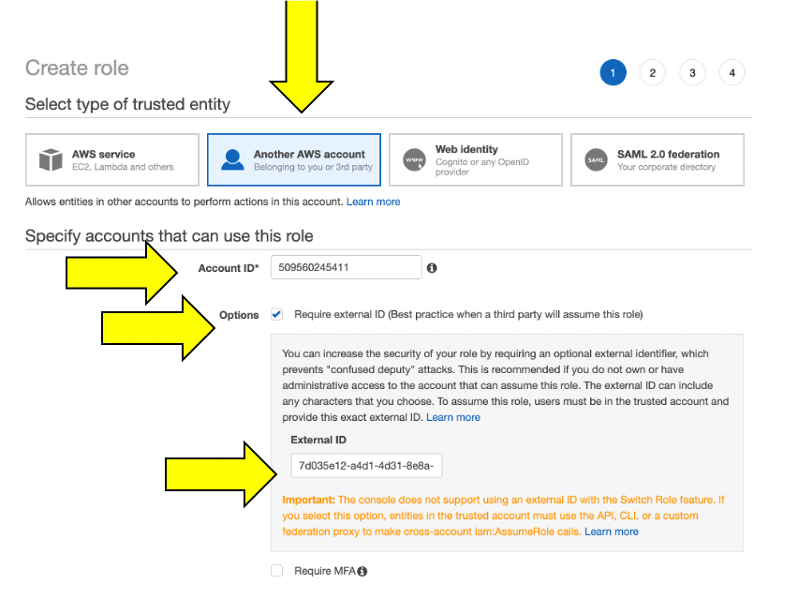 Create role
1 2 3 4
Select type of trusted entity
AWS service
EC2, Lambda and others
Another AWS account
Belonging to you or 3rd party
www
Web identity
Cognito or any OpenID
provider
SAML
SAML 2.0 federation
Your corporate directory
Allows entities in other accounts to perform actions in this account. Learn more
Specify accounts that can use this role
Account ID* 509560245411
Options Require external ID (Best practice when a third party will assume this role)
You can increase the security of your role by requiring an optional external identifier, which
prevents "confused deputy" attacks. This is recommended if you do not own or have
administrative access to the account that can assume this role. The external ID can include
any characters that you choose. To assume this role, users must be in the trusted account and
provide this exact external ID. Learn more
External ID
7d035e12-a4d1-4d31-8e8a-
Important: The console does not support using an external ID with the Switch Role feature. If
you select this option, entities in the trusted account must use the API, CLI, or a custom
federation proxy to make cross-account iam:AssumeRole calls. Learn more
Require MFA